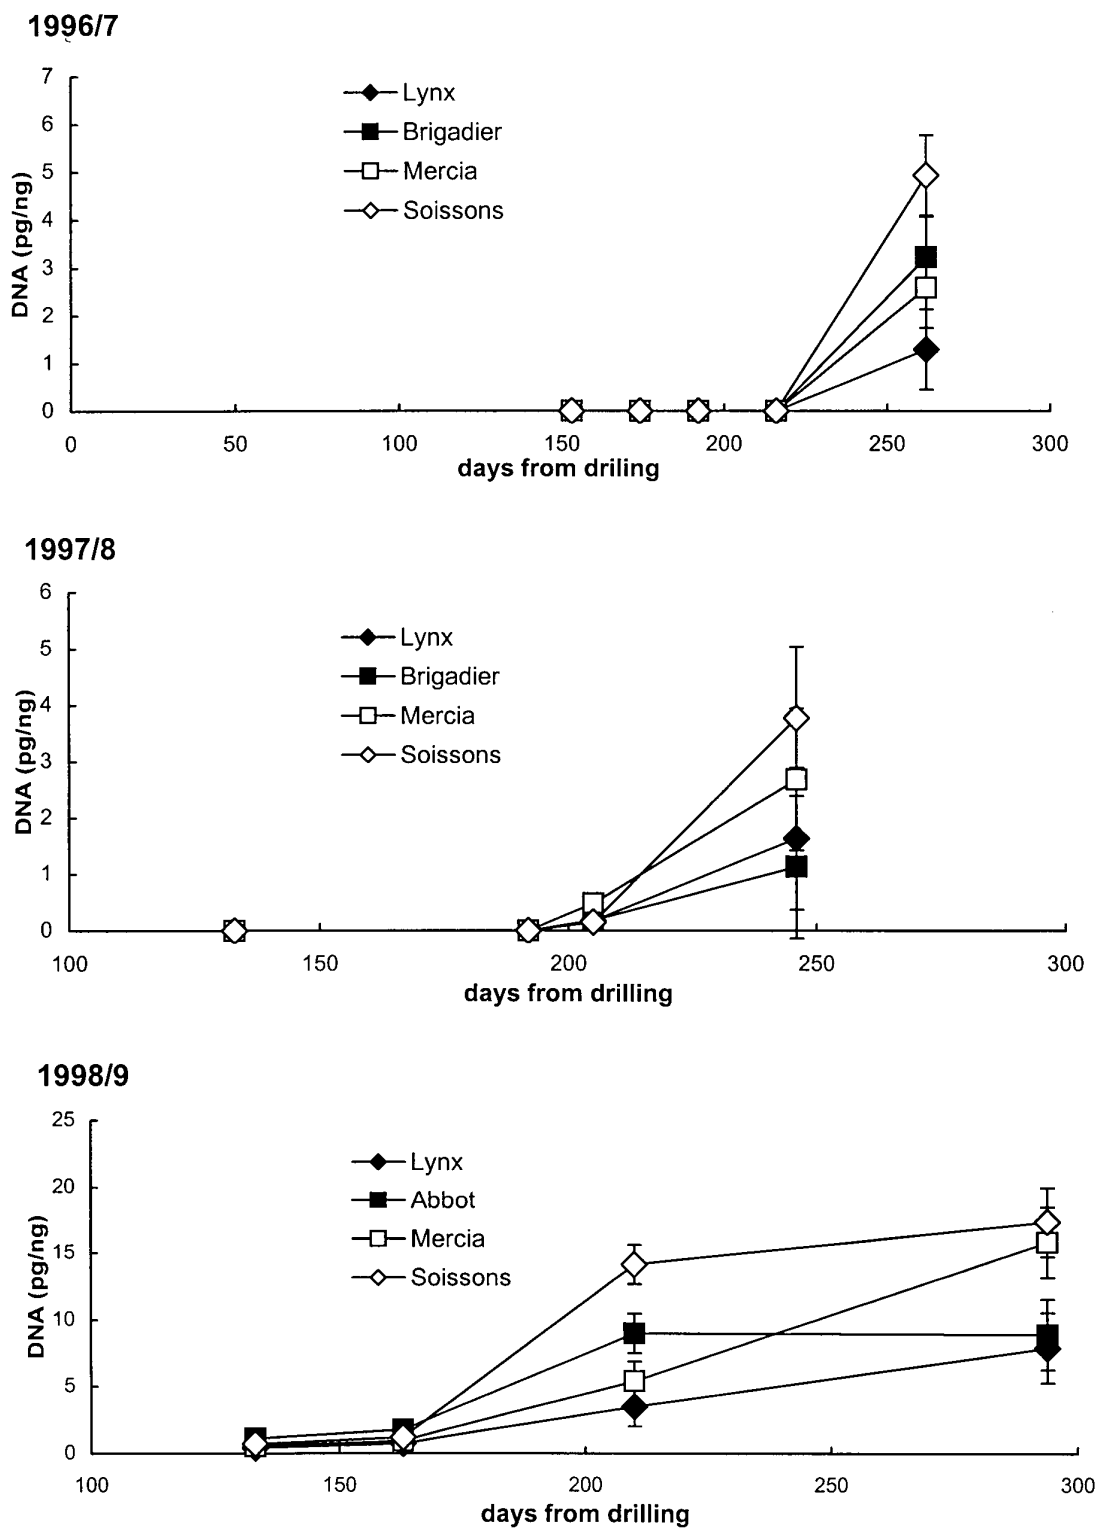 1996/7
7
6
5
4
3
2
1
0
DNA (pg/ng)
Lynx
Brigadier
Mercia
Soissons
0 50 100 150 200 250 300
days from driling
1997/8
6
5
4
3
2
1
0
DNA (pg/ng)
Lynx
Brigadier
Mercia
Soissons
100 150 200 250 300
days from drilling
1998/9
25
20
15
10
5
0
DNA (pg/ng)
Lynx
Abbot
Mercia
Soissons
100 150 200 250 300
days from drilling